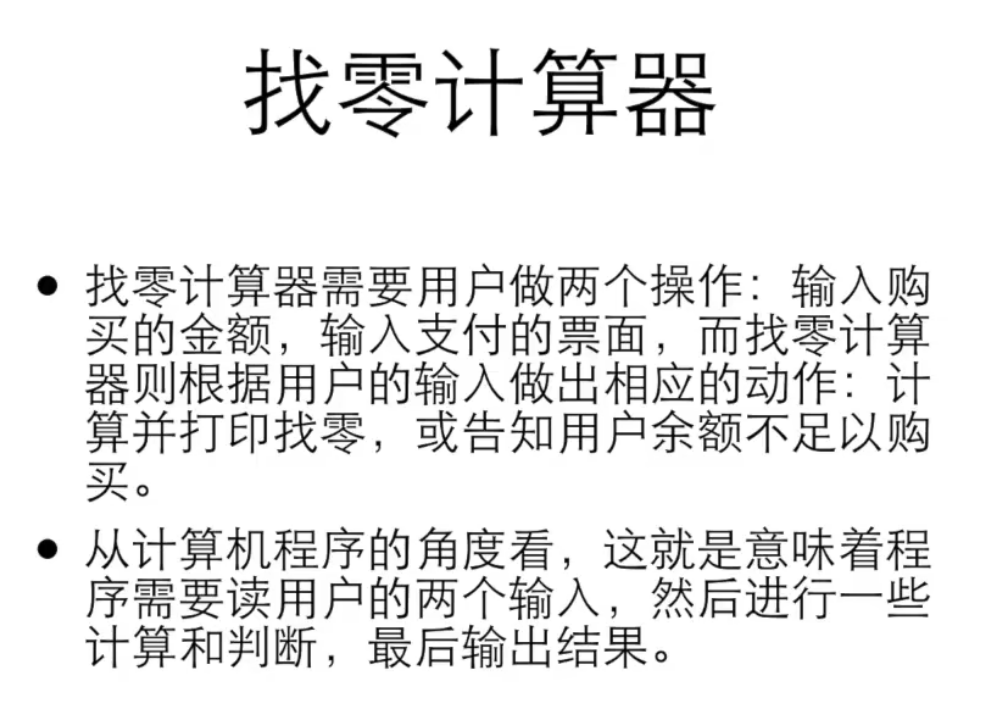 找零计算器
• 找零计算器需要用户做两个操作：输入购
买的金额，输入支付的票面，而找零计算
器则根据用户的输入做出相应的动作：计
算并打印找零，或告知用户余额不足以购
买。
• 从计算机程序的角度看，这就是意味着程
序需要读用户的两个输入，然后进行一些
计算和判断，最后输出结果。